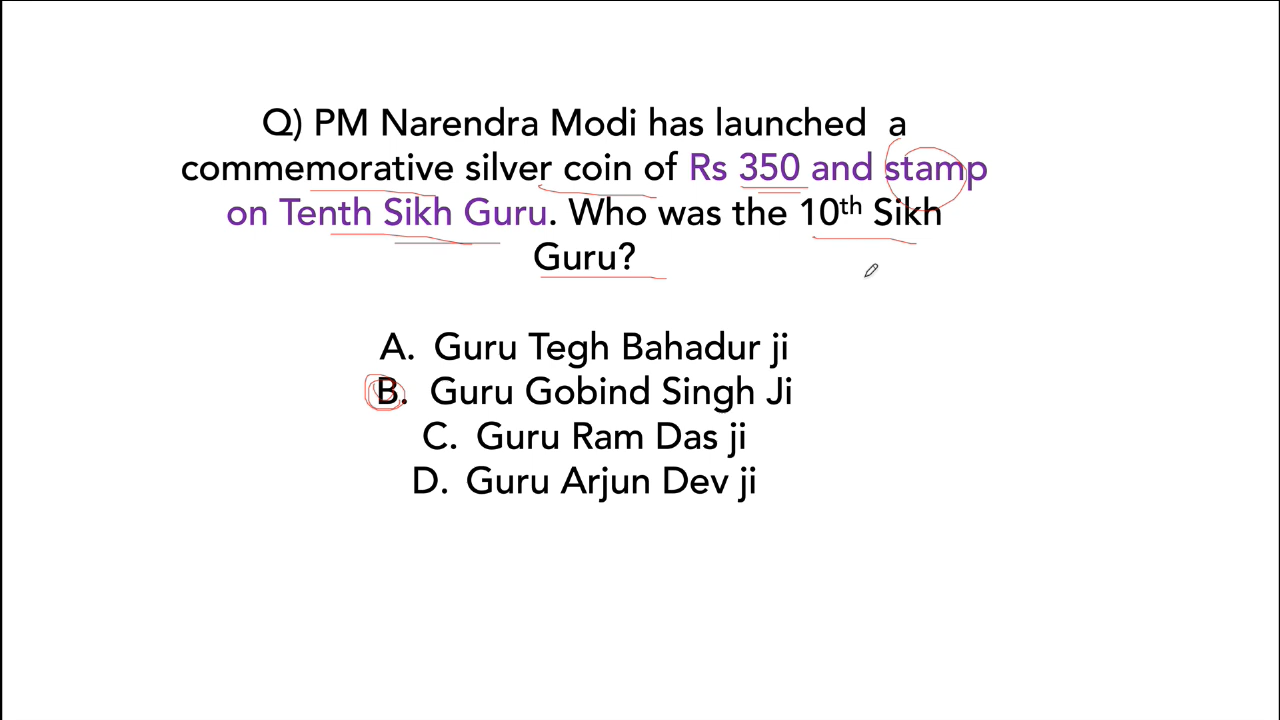 Q) PM Narendra Modi has launched a
commemorative silver coin of Rs 350 and stamp
on Tenth Sikh Guru. Who was the 10th Sikh
Guru?
A. Guru Tegh Bahadur ji
B. Guru Gobind Singh Ji
C. Guru Ram Das ji
D. Guru Arjun Dev ji